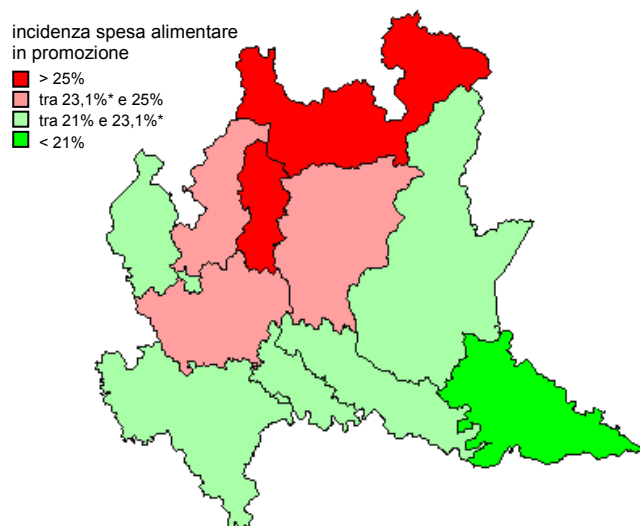 incidenza spesa alimentare
in promozione
> 25%
tra 23,1%* e 25%
tra 21% e 23,1%*
< 21%